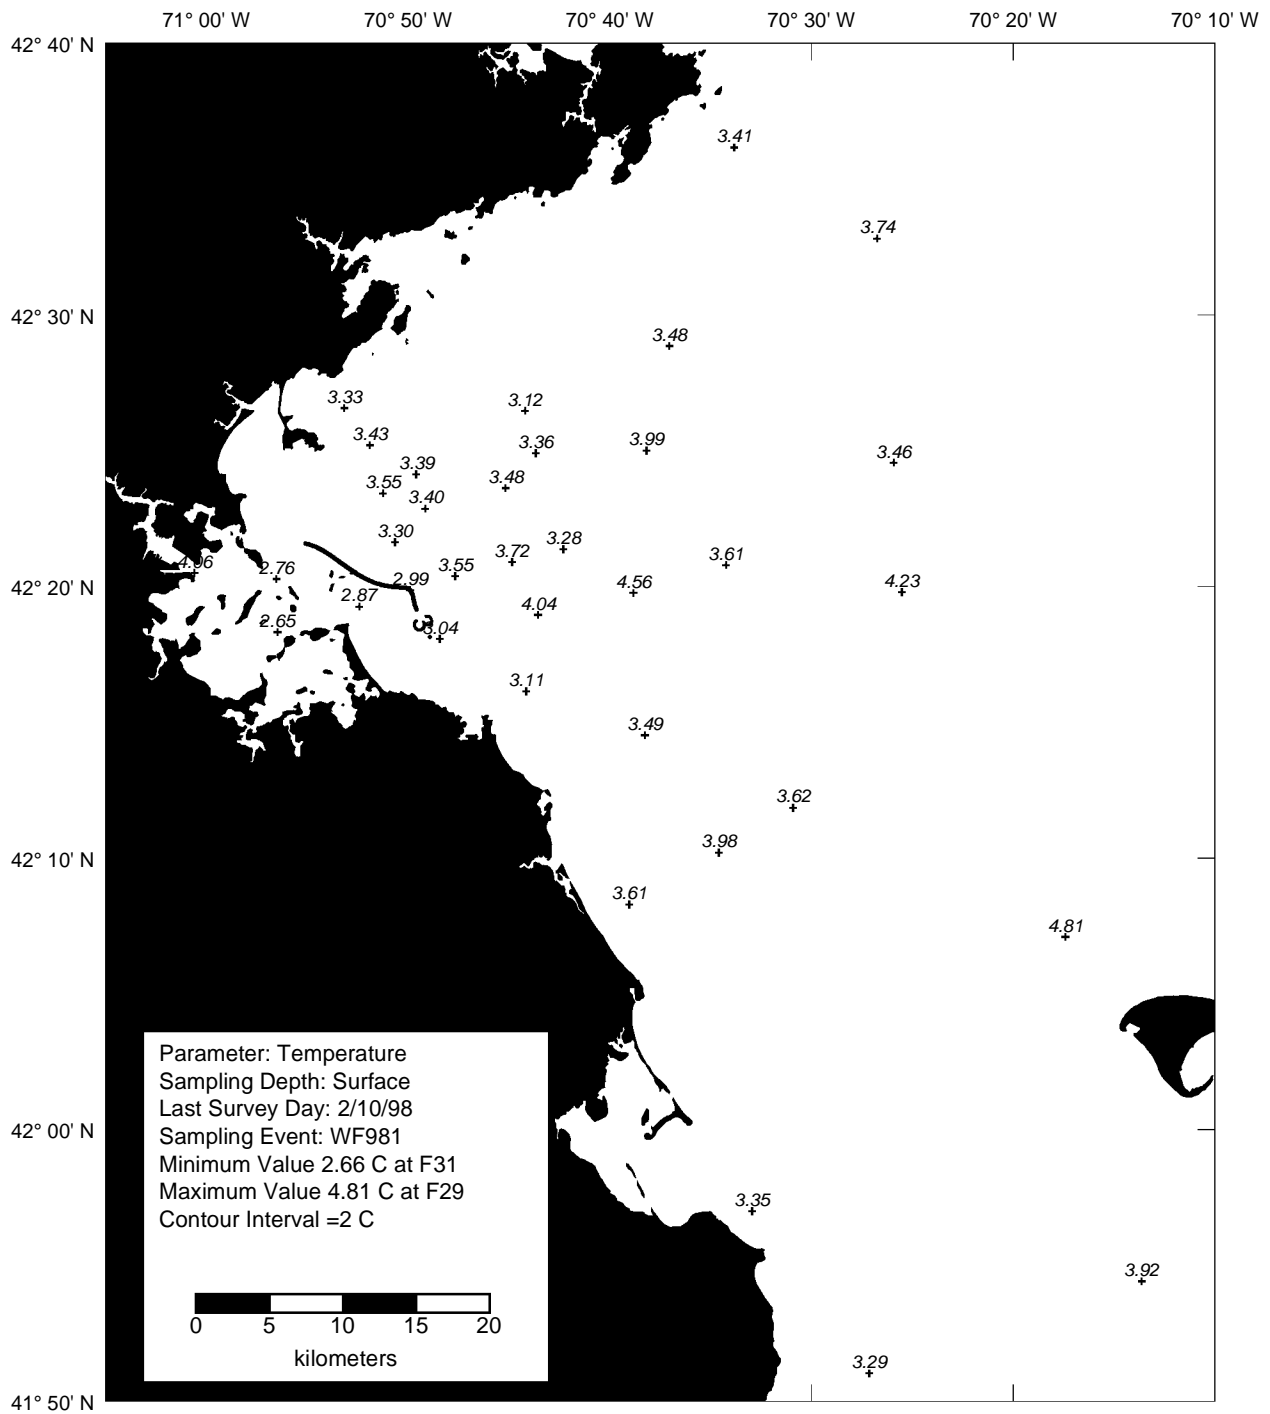 71° 00' W 70° 50' W 70° 40' W 70° 30' W 70° 20' W 70° 10' W
42° 40' N
3.41
3.74
42° 30' N
3.48
3.33
3.12
3.43
3.36
3.99
3.46
3.39
3.55
3.48
3.40
3.30
3.28
3.72
3.55
3.61
4.06
2.76
2.99
4.56
4.23
42° 20' N
2.87
4.04
2.65
3
3.04
3.11
3.49
3.62
3.98
42° 10' N
3.61
4.81
Parameter: Temperature
Sampling Depth: Surface
Last Survey Day: 2/10/98
Sampling Event: WF981
Minimum Value 2.66 C at F31
Maximum Value 4.81 C at F29
Contour Interval =2 C
0 5 10 15 20
kilometers
42° 00' N
3.35
3.92
3.29
41° 50' N